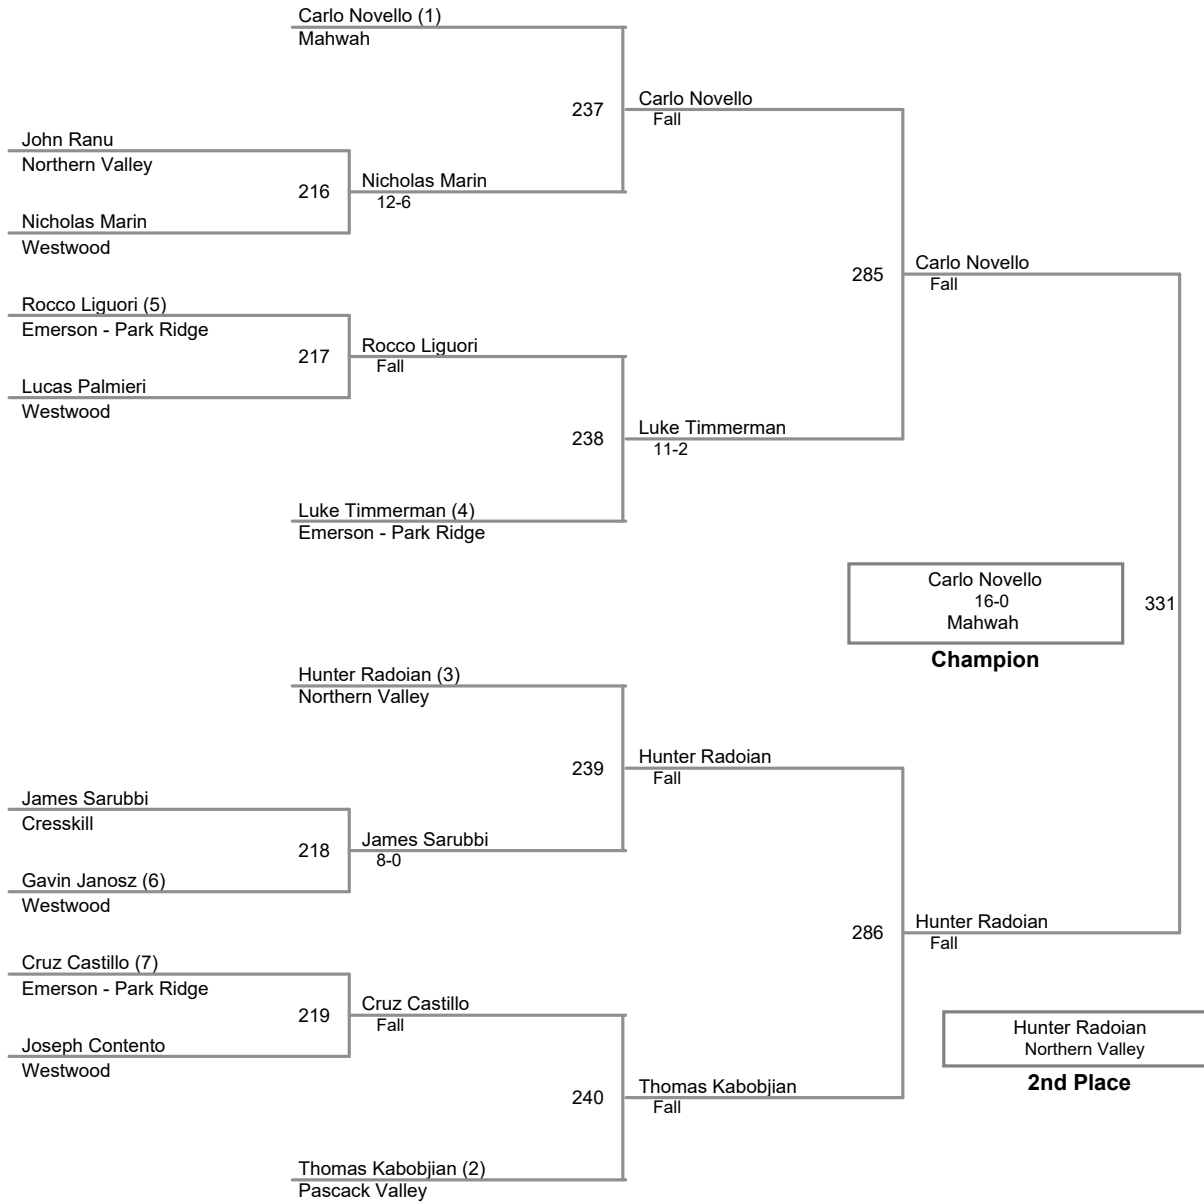 Carlo Novello (1)
Mahwah
237
Carlo Novello
Fall
John Ranu
Northern Valley
216
Nicholas Marin
12-6
Nicholas Marin
Westwood
285
Carlo Novello
Fall
Rocco Liguori (5)
Emerson - Park Ridge
217
Rocco Liguori
Fall
Lucas Palmieri
Westwood
238
Luke Timmerman
11-2
Luke Timmerman (4)
Emerson - Park Ridge
Carlo Novello
16-0
Mahwah
331
Champion
Hunter Radoian (3)
Northern Valley
239
Hunter Radoian
Fall
James Sarubbi
Cresskill
218
James Sarubbi
8-0
Gavin Janosz (6)
Westwood
286
Hunter Radoian
Fall
Cruz Castillo (7)
Emerson - Park Ridge
219
Cruz Castillo
Fall
Joseph Contento
Westwood
Hunter Radoian
Northern Valley
2nd Place
240
Thomas Kabobjian
Fall
Thomas Kabobjian (2)
Pascack Valley